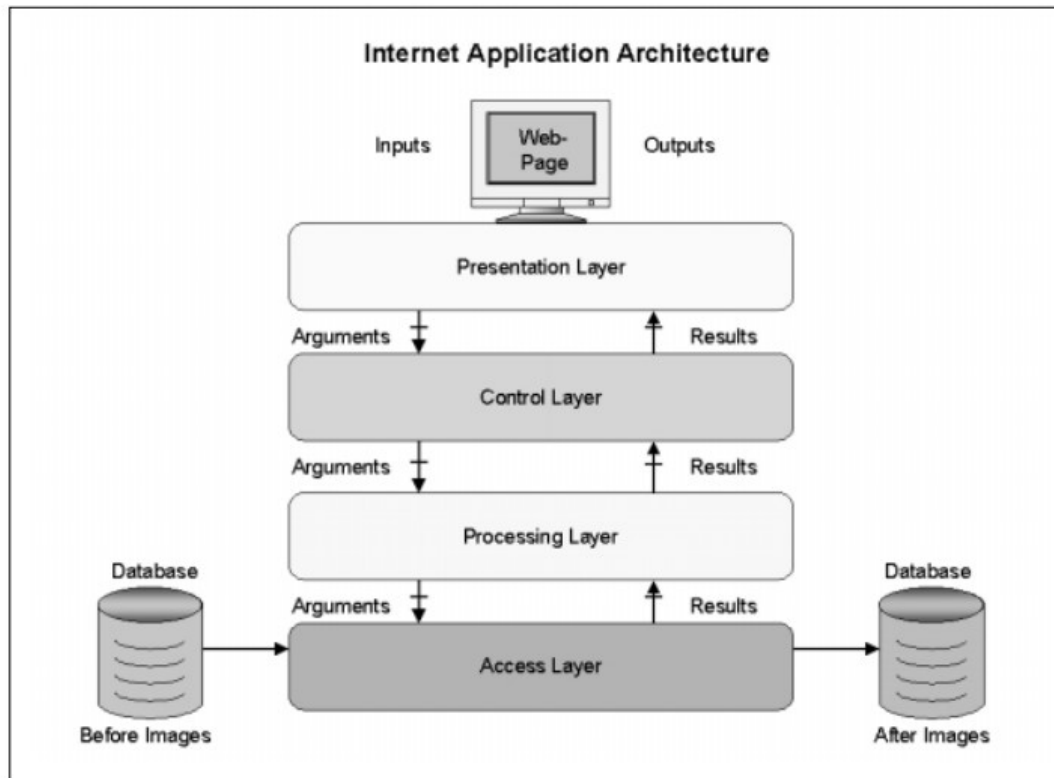 Internet Application Architecture
Inputs
Web-
Page
Outputs
Presentation Layer
Arguments
Results
Control Layer
Arguments
Results
Processing Layer
Database
Database
Arguments
Results
Access Layer
Before Images
After Images